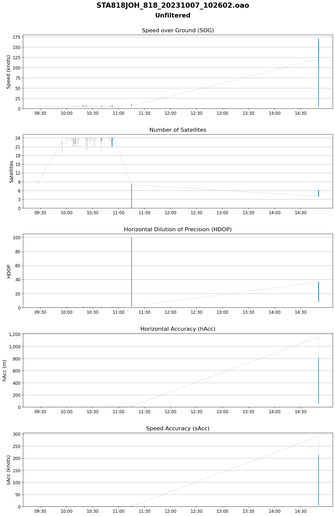 STA818JOH_818_20231007_102602.oao
Unfiltered
Speed over Ground (SOG)
175
150
125
100
75
50
25
0
Speed (knots)
09:30 10:00 10:30 11:00 11:30 12:00 12:30 13:00 13:30 14:00 14:30
Number of Satellites
24
21
18
15
12
9
6
3
0
Satellites
09:30 10:00 10:30 11:00 11:30 12:00 12:30 13:00 13:30 14:00 14:30
Horizontal Dilution of Precision (HDOP)
100
80
60
40
20
0
HDOP
09:30 10:00 10:30 11:00 11:30 12:00 12:30 13:00 13:30 14:00 14:30
Horizontal Accuracy (hAcc)
1,200
1,000
800
600
400
200
0
hAcc (m)
09:30 10:00 10:30 11:00 11:30 12:00 12:30 13:00 13:30 14:00 14:30
Speed Accuracy (sAcc)
300
250
200
150
100
50
0
sAcc (knots)
09:30 10:00 10:30 11:00 11:30 12:00 12:30 13:00 13:30 14:00 14:30